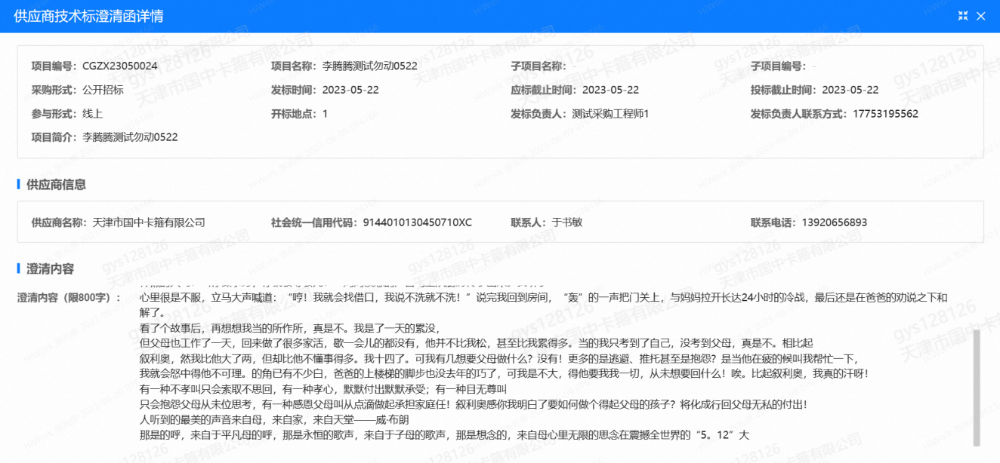 供应商技术标澄清函详情
项目编号：CGZX23050024 项目名称：李腾腾测试勿动0522 子项目名称：- 子项目编号：-
采购形式：公开招标 发标时间：2023-05-22 应标截止时间：2023-05-22 投标截止时间：2023-05-22
参与形式：线上 开标地点：1 发标负责人：测试采购工程师1 发标负责人联系方式：17753195562
项目简介：李腾腾测试勿动0522
供应商信息
供应商名称：天津市国中卡箍有限公司 社会统一信用代码：9144010130450710XC 联系人：于书敏 联系电话：13920656893
澄清内容
澄清内容（限800字）：
心里很是不服，立马大声喊道：“哼！我就会找借口，我说不洗就不洗！”说完我回到房间，“轰”的一声把门关上，与妈妈拉开长达24小时的冷战，最后还是在爸爸的劝说之下和
解了。
看了个故事后，再想想我当的所作所，真是不。我是了一天的累没，
但父母也工作了一天，回来做了很多家活，歇一会儿的都没有，他并不比我松，甚至比我累得多。当的我只考到了自己，没考到父母，真是不。相比起
叙利奥，然我比他大了两，但却比他不懂事得多。我十四了。可我有几想要父母做什么？没有！更多的是逃避、推托甚至是抱怨？是当他在疲的候叫我帮忙一下，
我就会怒中得他不可理。的角已有不少白，爸爸的上楼梯的脚步也没去年的巧了，可我是不大，得他要我我一切，从未想要回什么！唉。比起叙利奥，我真的汗呀！
有一种不孝叫只会索取不思回，有一种孝心，默默付出默默承受；有一种目无尊叫
只会抱怨父母从未位思考，有一种感恩父母叫从点滴做起承担家庭任！叙利奥感你我明白了要如何做个得起父母的孩子？将化成行回父母无私的付出！
人听到的最美的声音来自母，来自家，来自天堂——威·布朗
那是的呼，来自于平凡母的呼，那是永恒的歌声，来自于子母的歌声，那是想念的，来自母心里无限的思念在震撼全世界的“5。12”大
gys128126
天津市国中卡箍有限公司